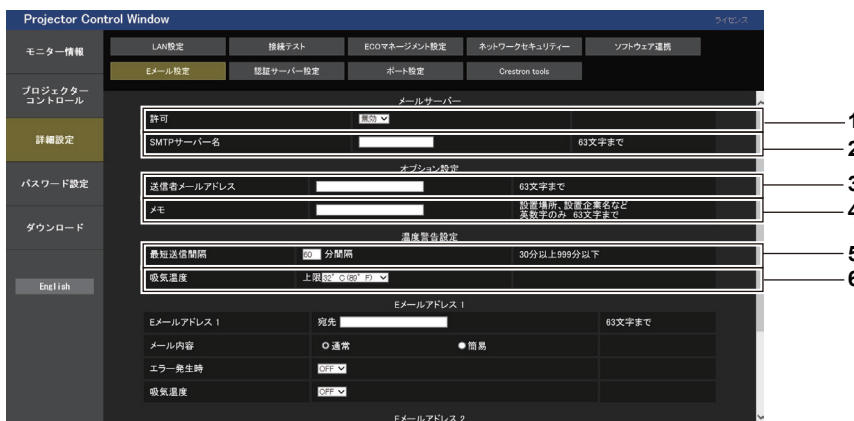 Projector Control Window
ライセンス
モニター情報
プロジェクター
コントロール
詳細設定
パスワード設定
ダウンロード
English
LAN設定 接続テスト ECOマネージメント設定 ネットワークセキュリティー ソフトウェア連携
Eメール設定 認証サーバー設定 ポート設定 Crestron tools
メールサーバー
許可 無効 1
SMTPサーバー名 63文字まで 2
オプション設定
送信者メールアドレス 63文字まで 3
メモ 設置場所、設置企業名など
英数字のみ 63文字まで 4
温度警告設定
最短送信間隔 60 分間隔 30分以上999分以下 5
吸気温度 上限 32°C(89°F) 6
Eメールアドレス 1
Eメールアドレス 1 宛先 63文字まで
メール内容 通常 簡易
エラー発生時 OFF
吸気温度 OFF
Eメールアドレス 2